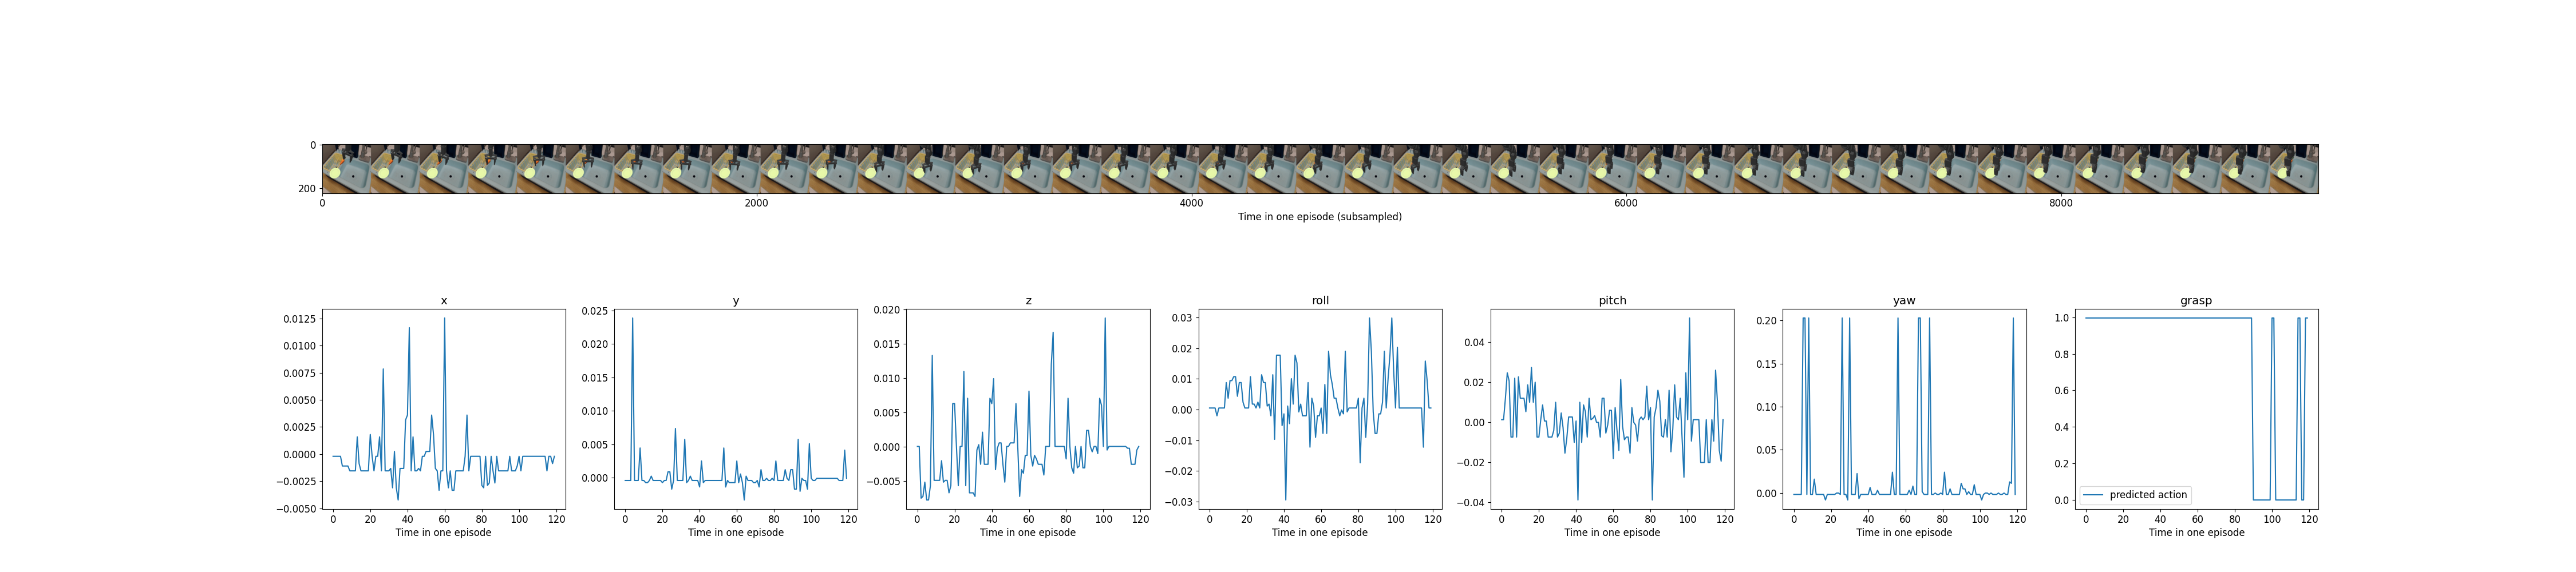 0
200
0 2000 4000 6000 8000
Time in one episode (subsampled)
x
0.0125
0.0100
0.0075
0.0050
0.0025
0.0000
−0.0025
−0.0050
0 20 40 60 80 100 120
Time in one episode
y
0.025
0.020
0.015
0.010
0.005
0.000
0 20 40 60 80 100 120
Time in one episode
z
0.020
0.015
0.010
0.005
0.000
−0.005
0 20 40 60 80 100 120
Time in one episode
roll
0.03
0.02
0.01
0.00
−0.01
−0.02
−0.03
0 20 40 60 80 100 120
Time in one episode
pitch
0.04
0.02
0.00
−0.02
−0.04
0 20 40 60 80 100 120
Time in one episode
yaw
0.20
0.15
0.10
0.05
0.00
0 20 40 60 80 100 120
Time in one episode
grasp
1.0
0.8
0.6
0.4
0.2
0.0
predicted action
0 20 40 60 80 100 120
Time in one episode